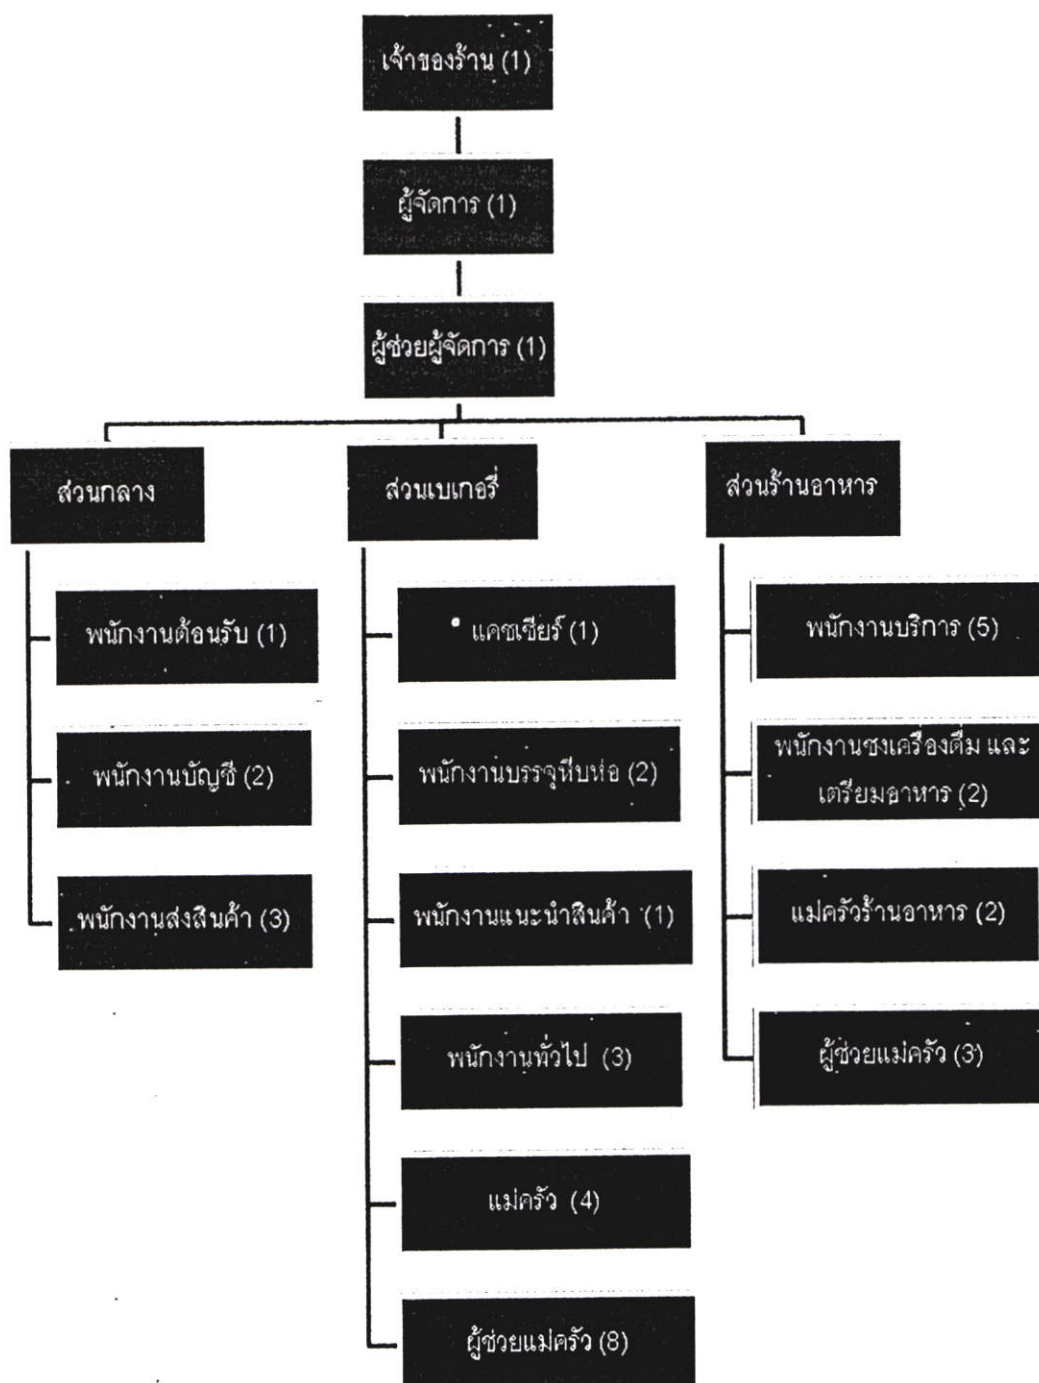 เจ้าของร้าน (1)
ผู้จัดการ (1)
ผู้ช่วยผู้จัดการ (1)
ส่วนกลาง
พนักงานต้อนรับ (1)
พนักงานบัญชี (2)
พนักงานส่งสินค้า (3)
ส่วนเบเกอรี่
แคชเชียร์ (1)
พนักงานบรรจุหีบห่อ (2)
พนักงานแนะนำสินค้า (1)
พนักงานทั่วไป (3)
แม่ครัว (4)
ผู้ช่วยแม่ครัว (8)
ส่วนร้านอาหาร
พนักงานบริการ (5)
พนักงานชงเครื่องดื่ม และ
เตรียมอาหาร (2)
แม่ครัวร้านอาหาร (2)
ผู้ช่วยแม่ครัว (3)